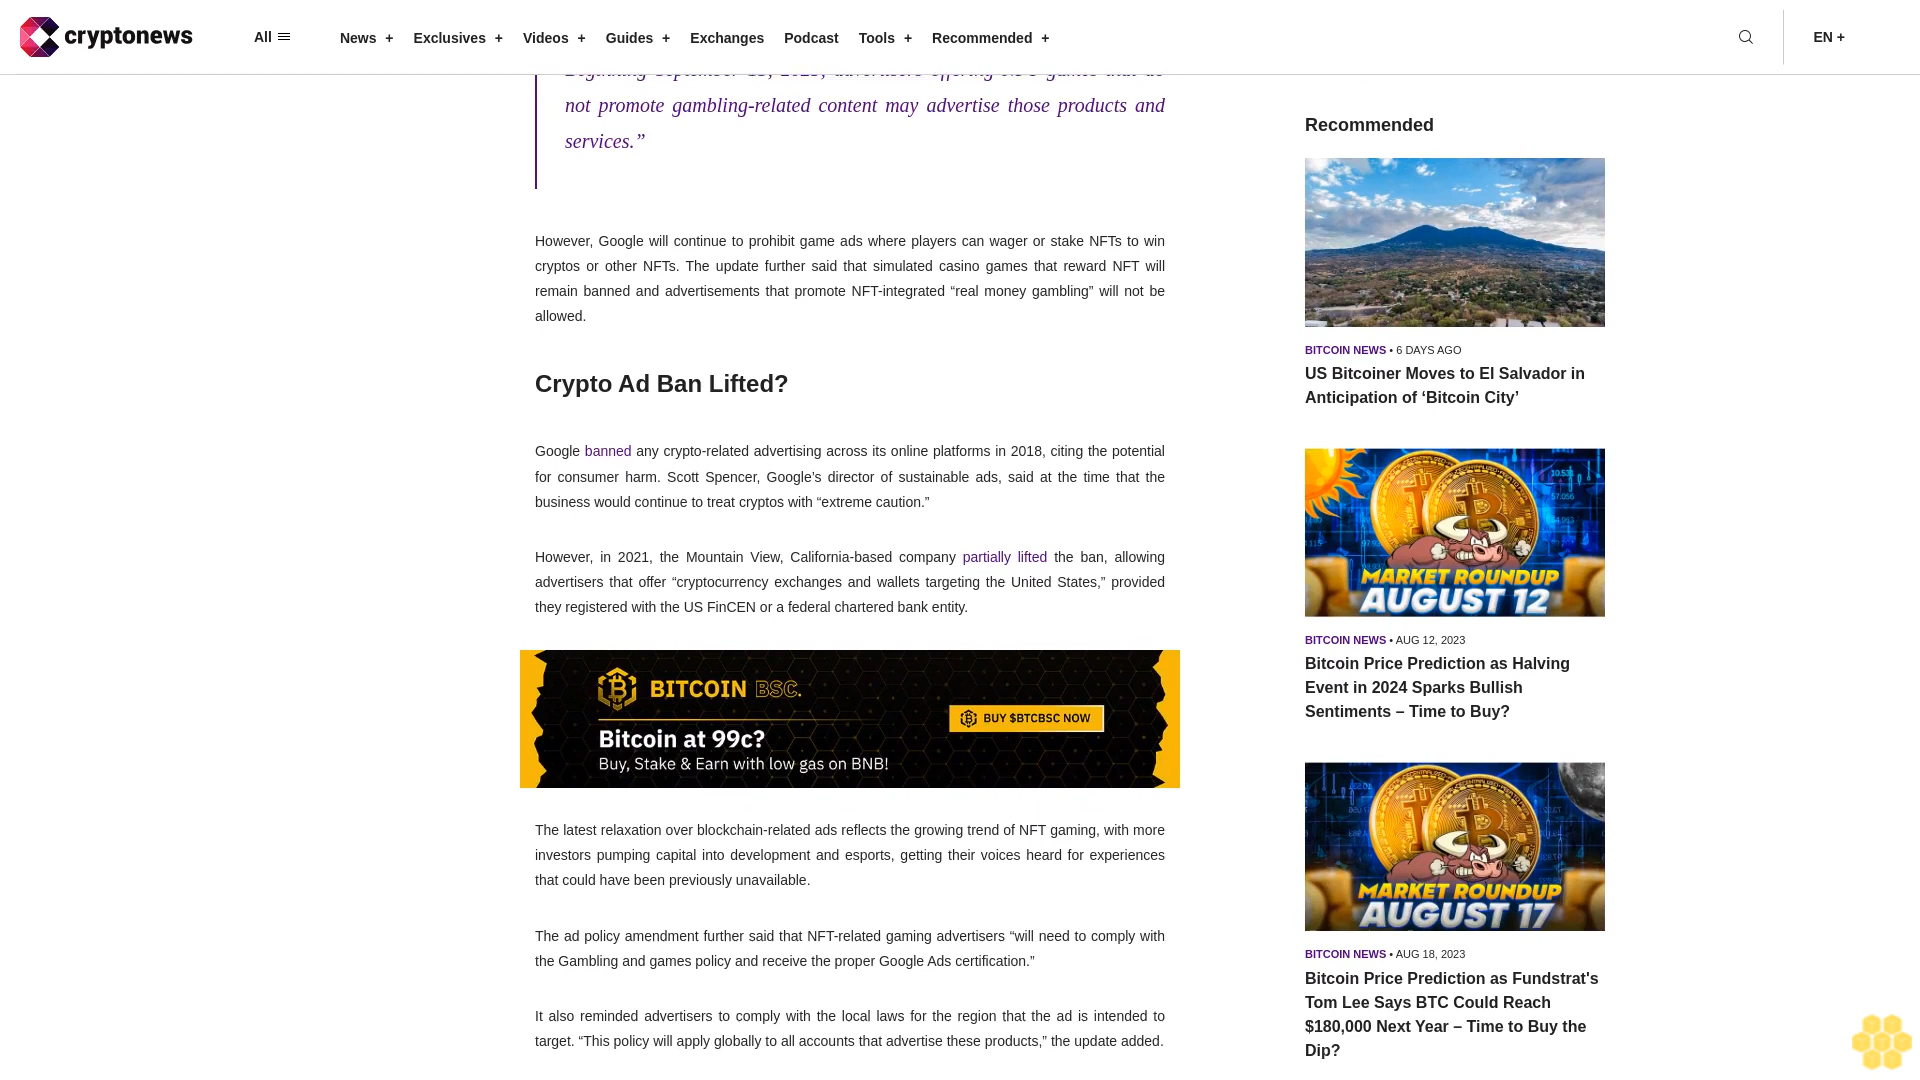 cryptonews
All
News +
Exclusives +
Videos +
Guides +
Exchanges
Podcast
Tools +
Recommended +
EN +
not promote gambling-related content may advertise those products and
services.”
However, Google will continue to prohibit game ads where players can wager or stake NFTs to win
cryptos or other NFTs. The update further said that simulated casino games that reward NFT will
remain banned and advertisements that promote NFT-integrated “real money gambling” will not be
allowed.
Crypto Ad Ban Lifted?
Google banned any crypto-related advertising across its online platforms in 2018, citing the potential
for consumer harm. Scott Spencer, Google’s director of sustainable ads, said at the time that the
business would continue to treat cryptos with “extreme caution.”
However, in 2021, the Mountain View, California-based company partially lifted the ban, allowing
advertisers that offer “cryptocurrency exchanges and wallets targeting the United States,” provided
they registered with the US FinCEN or a federal chartered bank entity.
BITCOIN BSC.
Bitcoin at 99c?
Buy, Stake & Earn with low gas on BNB!
BUY $BTCBSC NOW
The latest relaxation over blockchain-related ads reflects the growing trend of NFT gaming, with more
investors pumping capital into development and esports, getting their voices heard for experiences
that could have been previously unavailable.
The ad policy amendment further said that NFT-related gaming advertisers “will need to comply with
the Gambling and games policy and receive the proper Google Ads certification.”
It also reminded advertisers to comply with the local laws for the region that the ad is intended to
target. “This policy will apply globally to all accounts that advertise these products,” the update added.
Recommended
BITCOIN NEWS • 6 DAYS AGO
US Bitcoiner Moves to El Salvador in
Anticipation of ‘Bitcoin City’
MARKET ROUNDUP
AUGUST 12
BITCOIN NEWS • AUG 12, 2023
Bitcoin Price Prediction as Halving
Event in 2024 Sparks Bullish
Sentiments – Time to Buy?
MARKET ROUNDUP
AUGUST 17
BITCOIN NEWS • AUG 18, 2023
Bitcoin Price Prediction as Fundstrat's
Tom Lee Says BTC Could Reach
$180,000 Next Year – Time to Buy the
Dip?